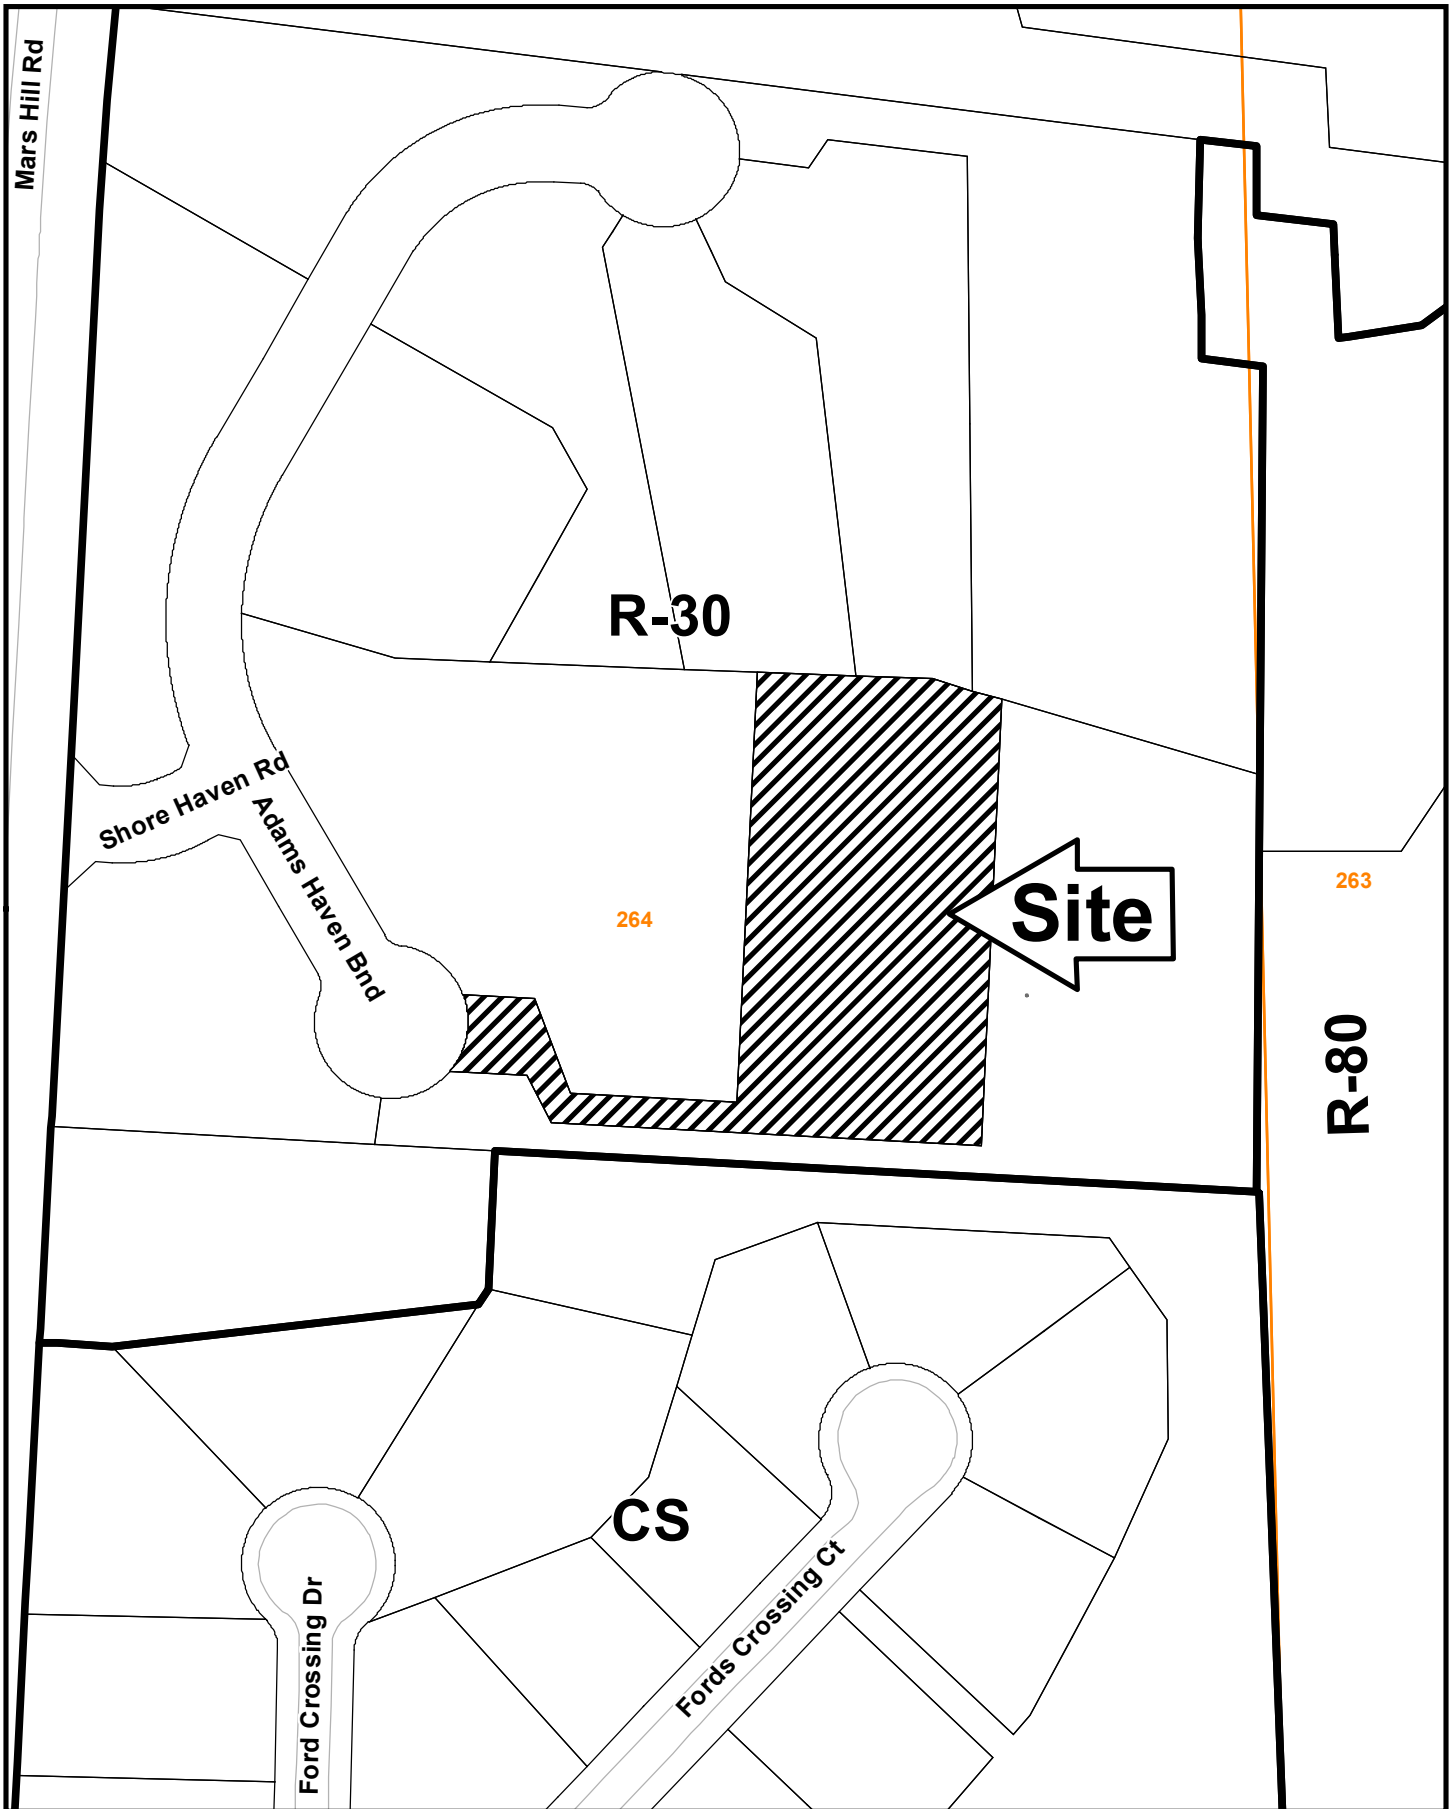 Mars Hill Rd
R-30
Shore Haven Rd
Adams Haven Bnd
264
263
Site
R-80
CS
Fords Crossing Ct
Ford Crossing Dr